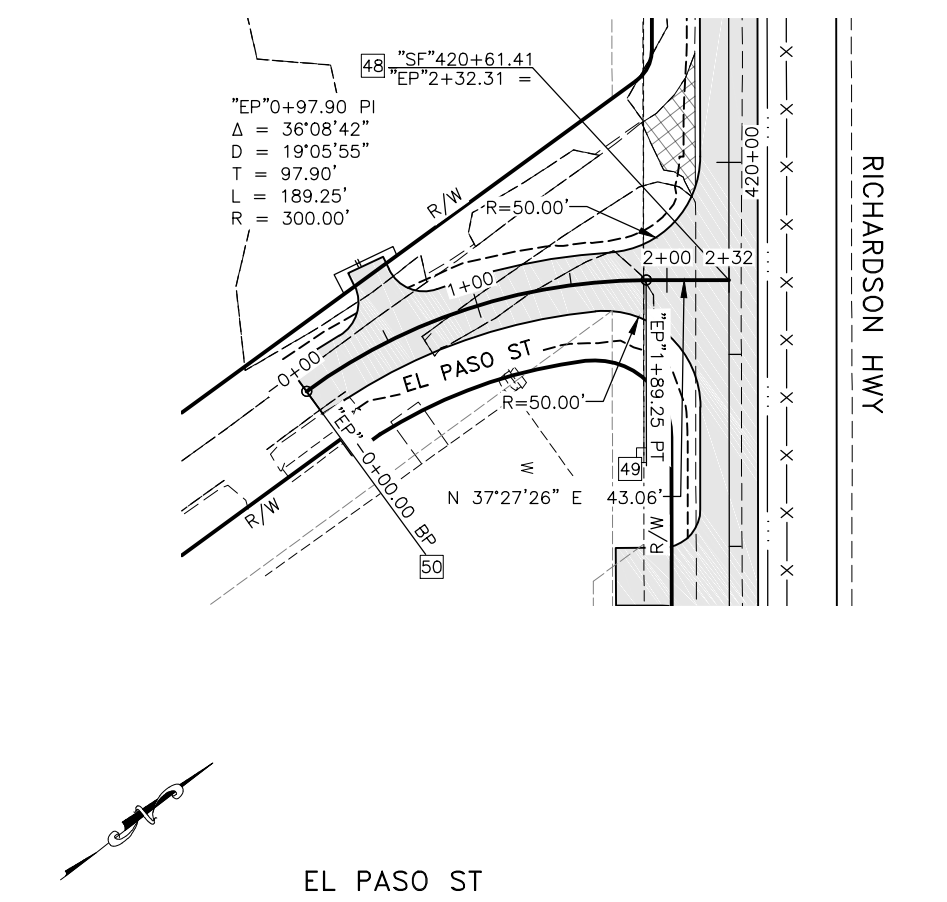 48
"SF"420+61.41
"EP"2+32.31 =
"EP"0+97.90 PI
Δ = 36°08'42"
D = 19°05'55"
T = 97.90'
L = 189.25'
R = 300.00'
R/W
R=50.00'
420+00
RICHARDSON HWY
2+00 2+32
1+00
0+00
EL PASO ST
R=50.00'
"EP"1+89.25 PT
49
"EP"-0+00.00 BP
50
W
N 37°27'26" E 43.06'
R/W
R/W
EL PASO ST